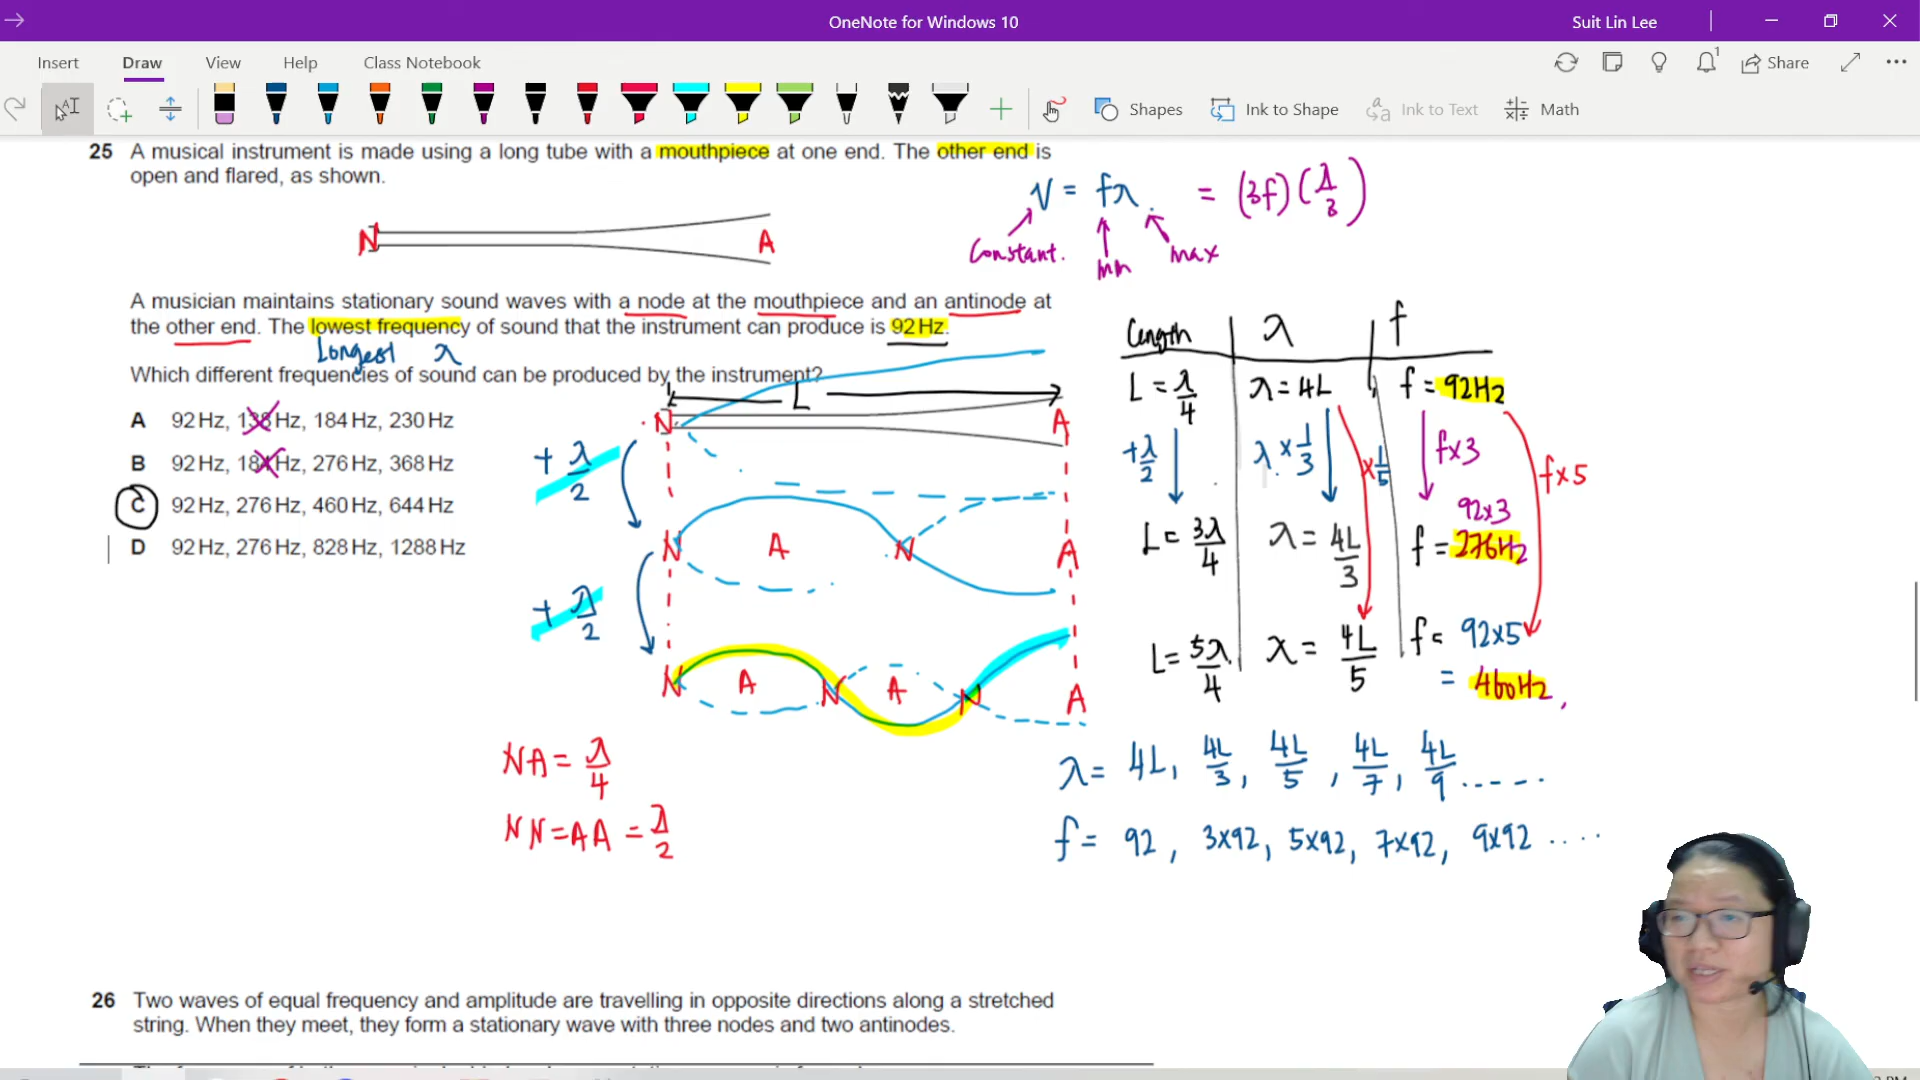 OneNote for Windows 10
Suit Lin Lee
Insert Draw View Help Class Notebook
1
Share
Shapes Ink to Shape Ink to Text Math
25 A musical instrument is made using a long tube with a mouthpiece at one end. The other end is
open and flared, as shown.
N A
V = fλ = (3f)(λ/3)
Constant. min max
A musician maintains stationary sound waves with a node at the mouthpiece and an antinode at
the other end. The lowest frequency of sound that the instrument can produce is 92 Hz.
Longest λ
Which different frequencies of sound can be produced by the instrument?
A 92 Hz, 138 Hz, 184 Hz, 230 Hz
B 92 Hz, 184 Hz, 276 Hz, 368 Hz
C 92 Hz, 276 Hz, 460 Hz, 644 Hz
D 92 Hz, 276 Hz, 828 Hz, 1288 Hz
L
N A
+ λ/2
N A N A
+ λ/2
N A N A N A
NA = λ/4
NN = AA = λ/2
Length λ f
L = λ/4 λ = 4L f = 92Hz
+λ/2 λ × 1/3 × 1/5 f×3 f×5
92×3
L = 3λ/4 λ = 4L/3 f = 276Hz
L = 5λ/4 λ = 4L/5 f = 92×5
= 460Hz,
λ = 4L, 4L/3, 4L/5, 4L/7, 4L/9 .....
f = 92, 3×92, 5×92, 7×92, 9×92 ....
26 Two waves of equal frequency and amplitude are travelling in opposite directions along a stretched
string. When they meet, they form a stationary wave with three nodes and two antinodes.